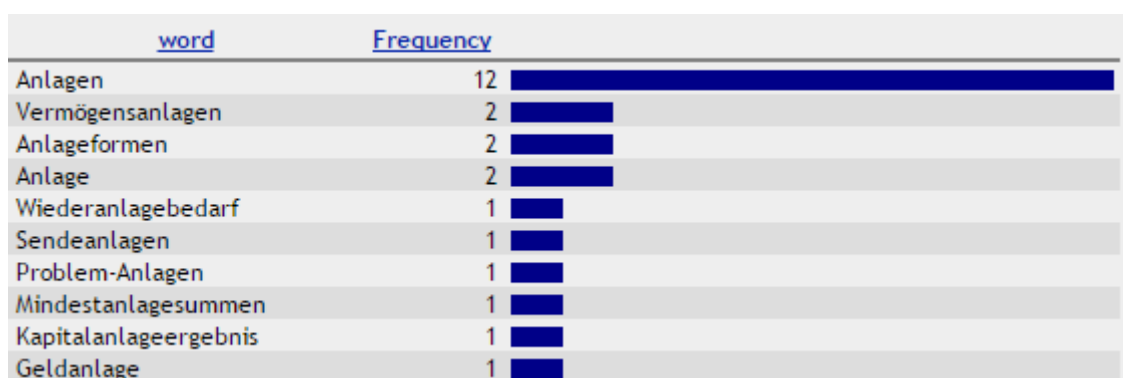 word Frequency
Anlagen 12
Vermögensanlagen 2
Anlageformen 2
Anlage 2
Wiederanlagebedarf 1
Sendeanlagen 1
Problem-Anlagen 1
Mindestanlagesummen 1
Kapitalanlageergebnis 1
Geldanlage 1